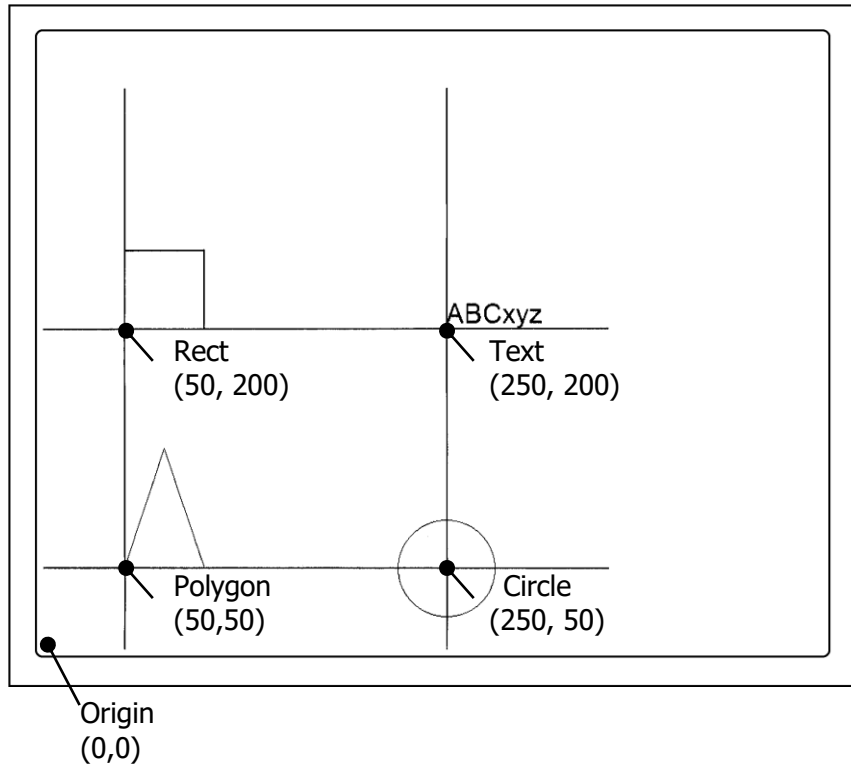 ABCxyz
Rect
(50, 200)
Text
(250, 200)
Polygon
(50,50)
Circle
(250, 50)
Origin
(0,0)